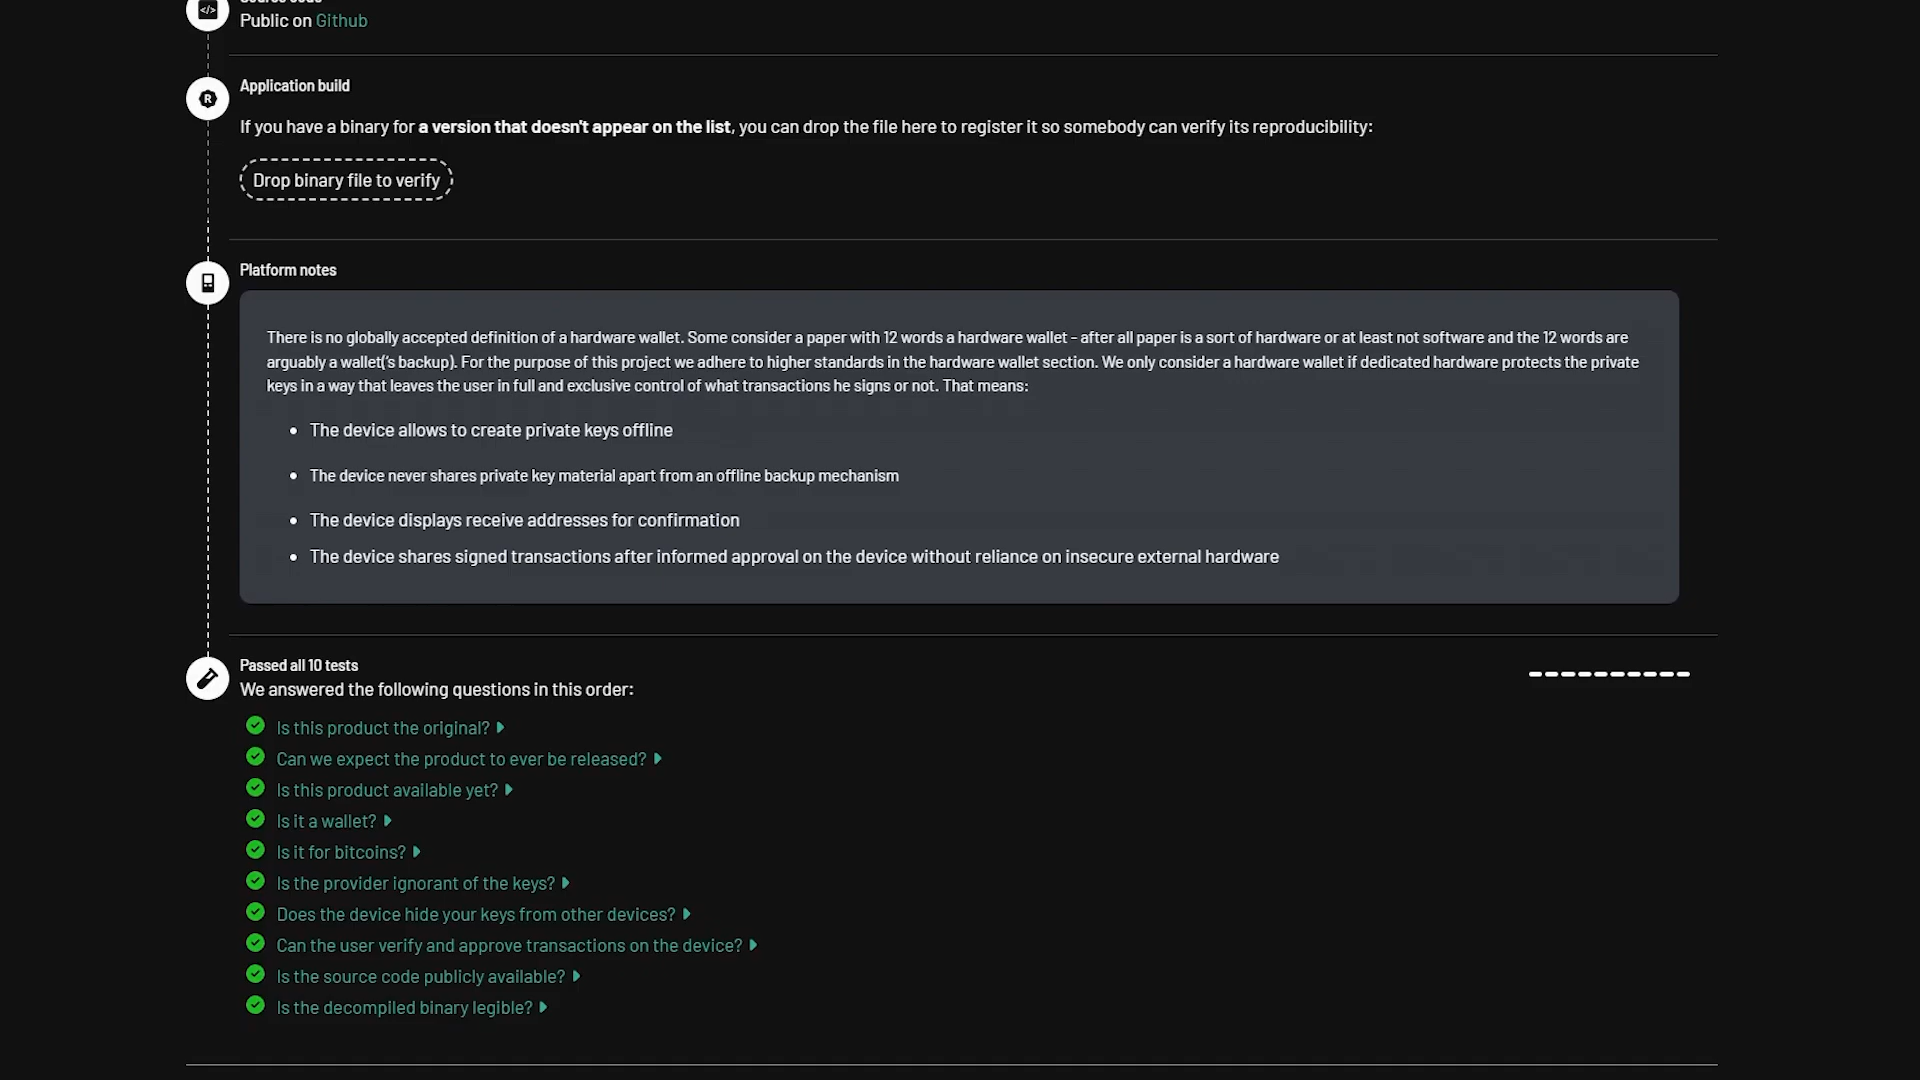 Source code
Public on Github
Application build
If you have a binary for a version that doesn't appear on the list, you can drop the file here to register it so somebody can verify its reproducibility:
Drop binary file to verify
Platform notes
There is no globally accepted definition of a hardware wallet. Some consider a paper with 12 words a hardware wallet - after all paper is a sort of hardware or at least not software and the 12 words are
arguably a wallet(‘s backup). For the purpose of this project we adhere to higher standards in the hardware wallet section. We only consider a hardware wallet if dedicated hardware protects the private
keys in a way that leaves the user in full and exclusive control of what transactions he signs or not. That means:
• The device allows to create private keys offline
• The device never shares private key material apart from an offline backup mechanism
• The device displays receive addresses for confirmation
• The device shares signed transactions after informed approval on the device without reliance on insecure external hardware
Passed all 10 tests
We answered the following questions in this order:
Is this product the original?
Can we expect the product to ever be released?
Is this product available yet?
Is it a wallet?
Is it for bitcoins?
Is the provider ignorant of the keys?
Does the device hide your keys from other devices?
Can the user verify and approve transactions on the device?
Is the source code publicly available?
Is the decompiled binary legible?